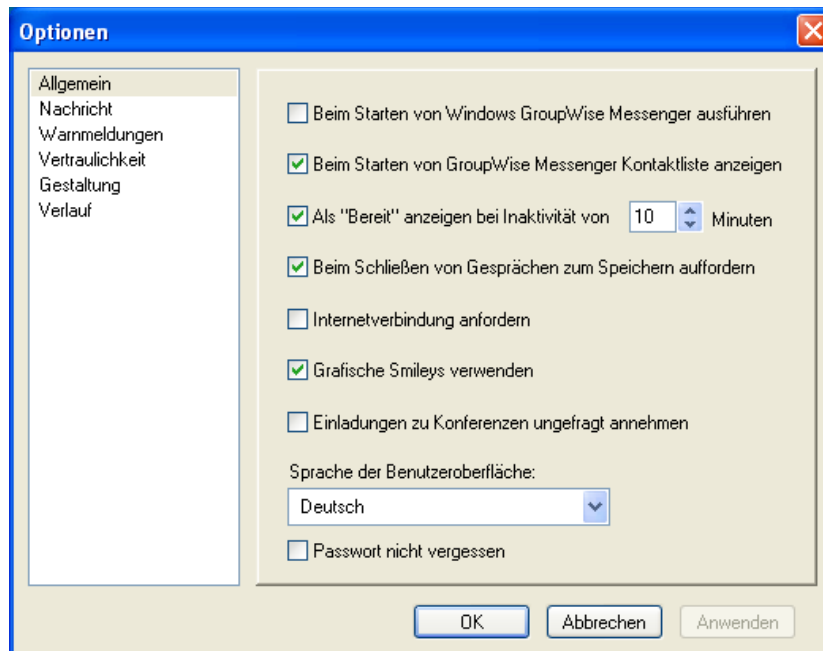 Optionen
Allgemein
Nachricht
Warnmeldungen
Vertraulichkeit
Gestaltung
Verlauf
Beim Starten von Windows GroupWise Messenger ausführen
Beim Starten von GroupWise Messenger Kontaktliste anzeigen
Als "Bereit" anzeigen bei Inaktivität von 10 Minuten
Beim Schließen von Gesprächen zum Speichern auffordern
Internetverbindung anfordern
Grafische Smileys verwenden
Einladungen zu Konferenzen ungefragt annehmen
Sprache der Benutzeroberfläche:
Deutsch
Passwort nicht vergessen
OK Abbrechen Anwenden